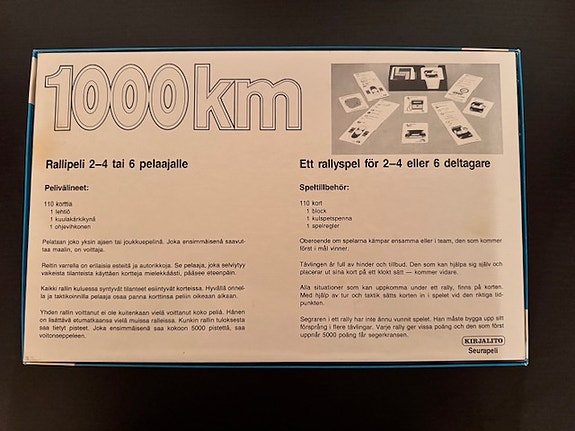 1000km
Rallipeli 2–4 tai 6 pelaajalle
Pelivälineet:
110 korttia
1 lehtiö
1 kuulakärkikynä
1 ohjevihkonen
Pelataan joko yksin ajaen tai joukkuepelinä. Joka ensimmäisenä saavut-
taa maalin, on voittaja.
Reitin varrella on erilaisia esteitä ja autorikkoja. Se pelaaja, joka selviytyy
vaikeista tilanteista käyttäen kortteja mielekkäästi, pääsee eteenpäin.
Kaikki rallin kuluessa syntyvät tilanteet esiintyvät korteissa. Hyvällä onnel-
la ja taktikoinnilla pelaaja osaa panna korttinsa peliin oikeaan aikaan.
Yhden rallin voittanut ei ole kuitenkaan vielä voittanut koko peliä. Hänen
on lisättävä etumatkaansa vielä muissa ralleissa. Kunkin rallin tuloksesta
saa tietyt pisteet. Joka ensimmäisenä saa kokoon 5000 pistettä, saa
voitonseppeleen.
Ett rallyspel för 2–4 eller 6 deltagare
Speltillbehör:
110 kort
1 block
1 kulspetspenna
1 spelregler
Oberoende om spelarna kämpar ensamma eller i team, den som kommer
först i mål vinner.
Tävlingen är full av hinder och tillbud. Den som kan hjälpa sig själv och
placerar ut sina kort på ett klokt sätt — kommer vidare.
Alla situationer som kan uppkomma under ett rally, finns på korten.
Med hjälp av tur och taktik sätts korten in i spelet vid den riktiga tid-
punkten.
Segraren i ett rally har inte ännu vunnit spelet. Han måste bygga upp sitt
försprång i flere tävlingar. Varje rally ger vissa poäng och den som först
uppnår 5000 poäng får segerkransen.
KIRJALITO
Seurapeli